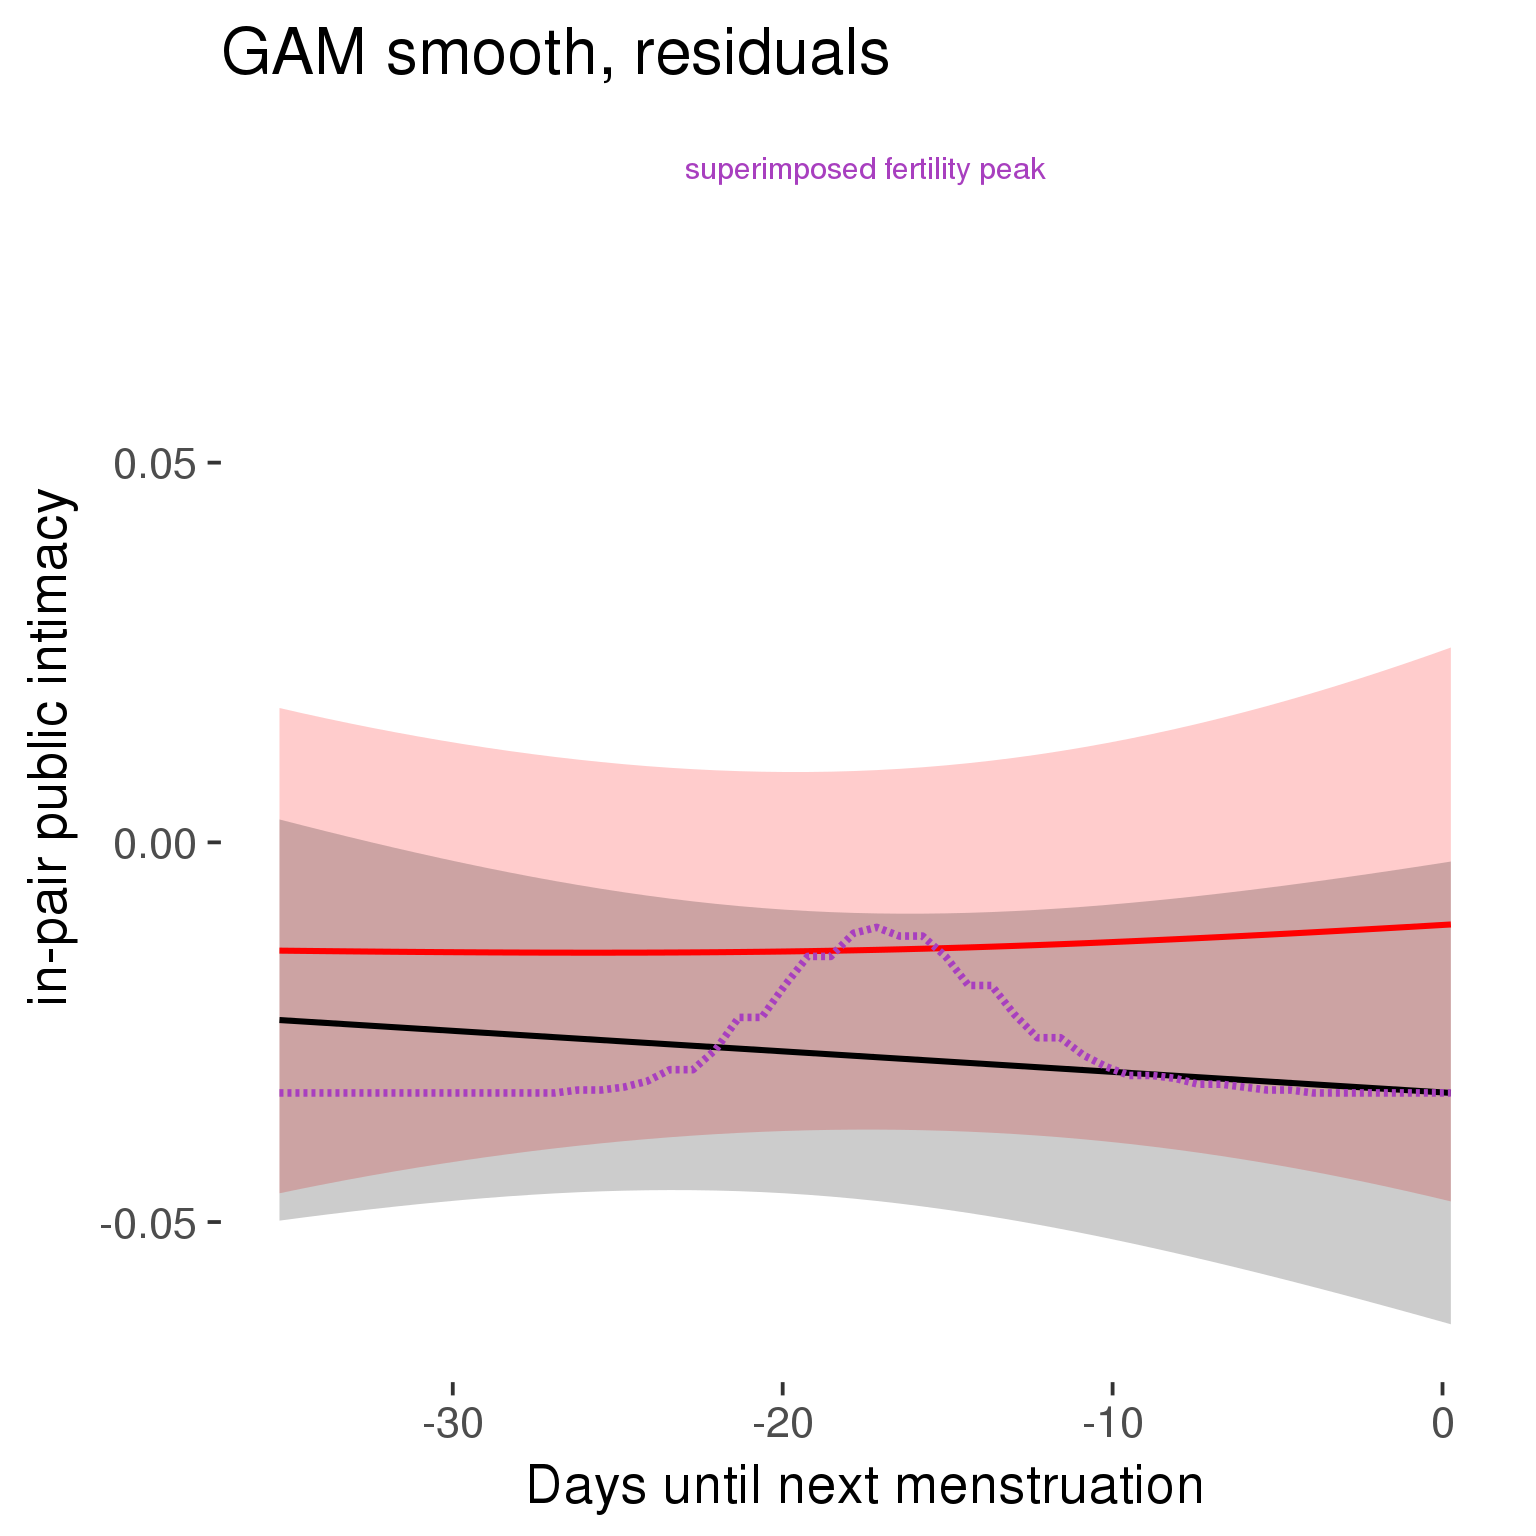 GAM smooth, residuals
superimposed fertility peak
in-pair public intimacy
0.05
0.00
-0.05
-30
-20
-10
0
Days until next menstruation